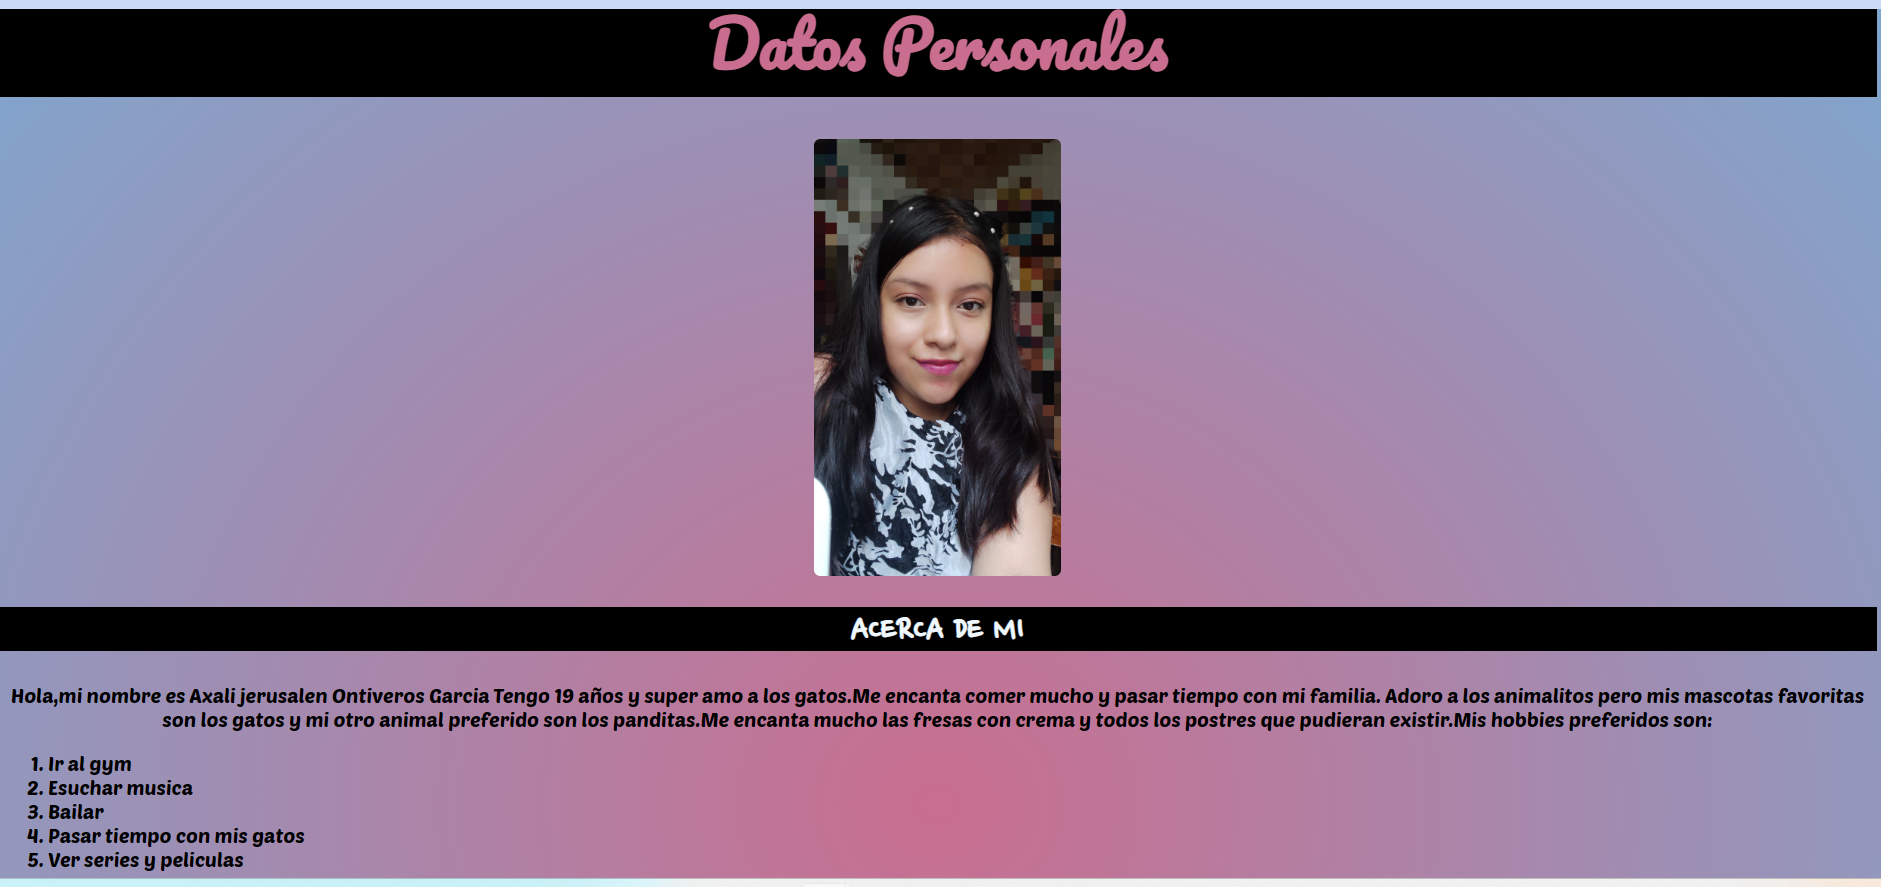 Datos Personales
ACERCA DE MI
Hola,mi nombre es Axali jerusalen Ontiveros Garcia Tengo 19 años y super amo a los gatos.Me encanta comer mucho y pasar tiempo con mi familia. Adoro a los animalitos pero mis mascotas favoritas
son los gatos y mi otro animal preferido son los panditas.Me encanta mucho las fresas con crema y todos los postres que pudieran existir.Mis hobbies preferidos son:
1. Ir al gym
2. Esuchar musica
3. Bailar
4. Pasar tiempo con mis gatos
5. Ver series y peliculas